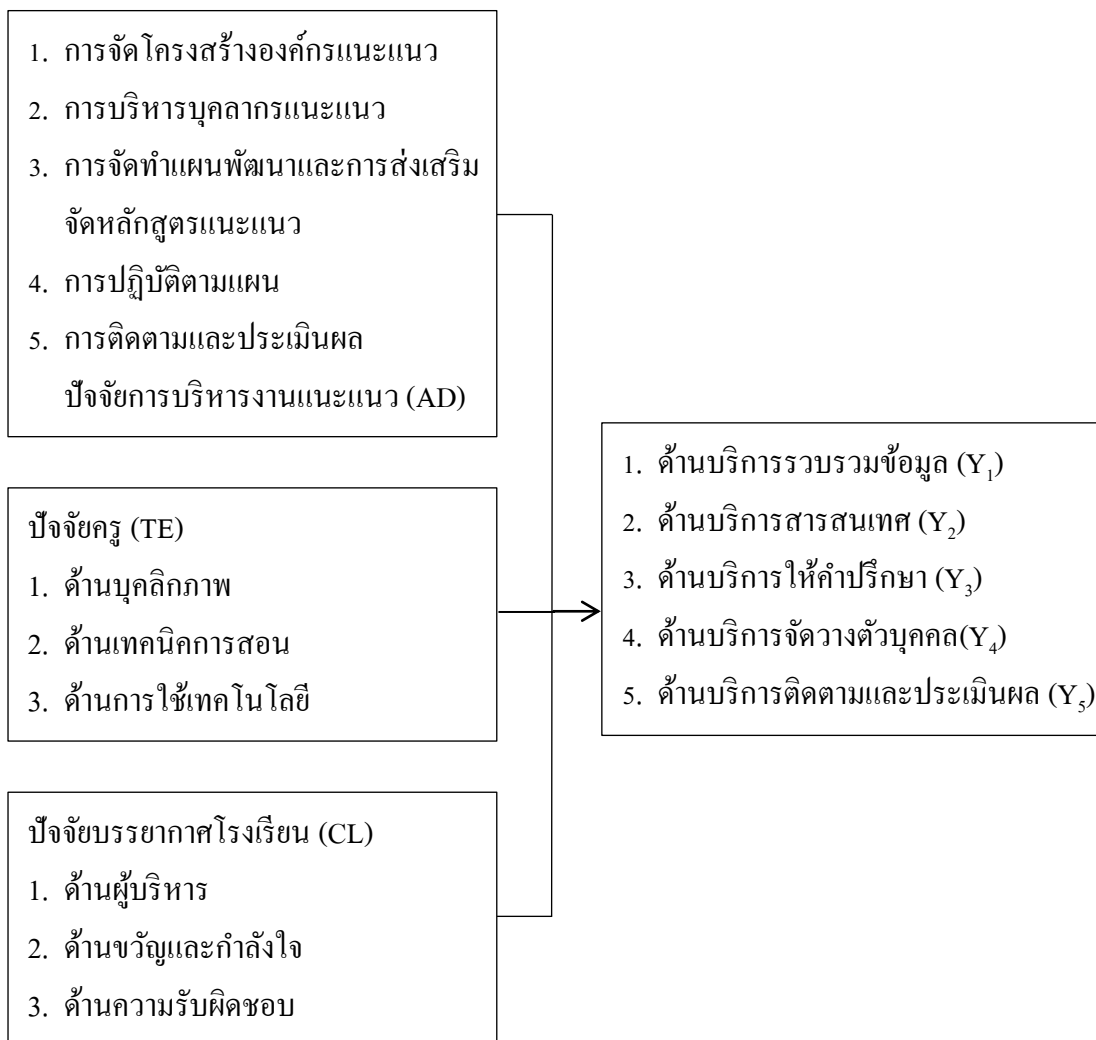 1. การจัดโครงสร้างองค์กรแนะแนว
2. การบริหารบุคลากรแนะแนว
3. การจัดทำแผนพัฒนาและการส่งเสริม
จัดหลักสูตรแนะแนว
4. การปฏิบัติตามแผน
5. การติดตามและประเมินผล
ปัจจัยการบริหารงานแนะแนว (AD)
ปัจจัยครู (TE)
1. ด้านบุคลิกภาพ
2. ด้านเทคนิคการสอน
3. ด้านการใช้เทคโนโลยี
ปัจจัยบรรยากาศโรงเรียน (CL)
1. ด้านผู้บริหาร
2. ด้านขวัญและกำลังใจ
3. ด้านความรับผิดชอบ
1. ด้านบริการรวบรวมข้อมูล (Y₁)
2. ด้านบริการสารสนเทศ (Y₂)
3. ด้านบริการให้คำปรึกษา (Y₃)
4. ด้านบริการจัดวางตัวบุคคล(Y₄)
5. ด้านบริการติดตามและประเมินผล (Y₅)